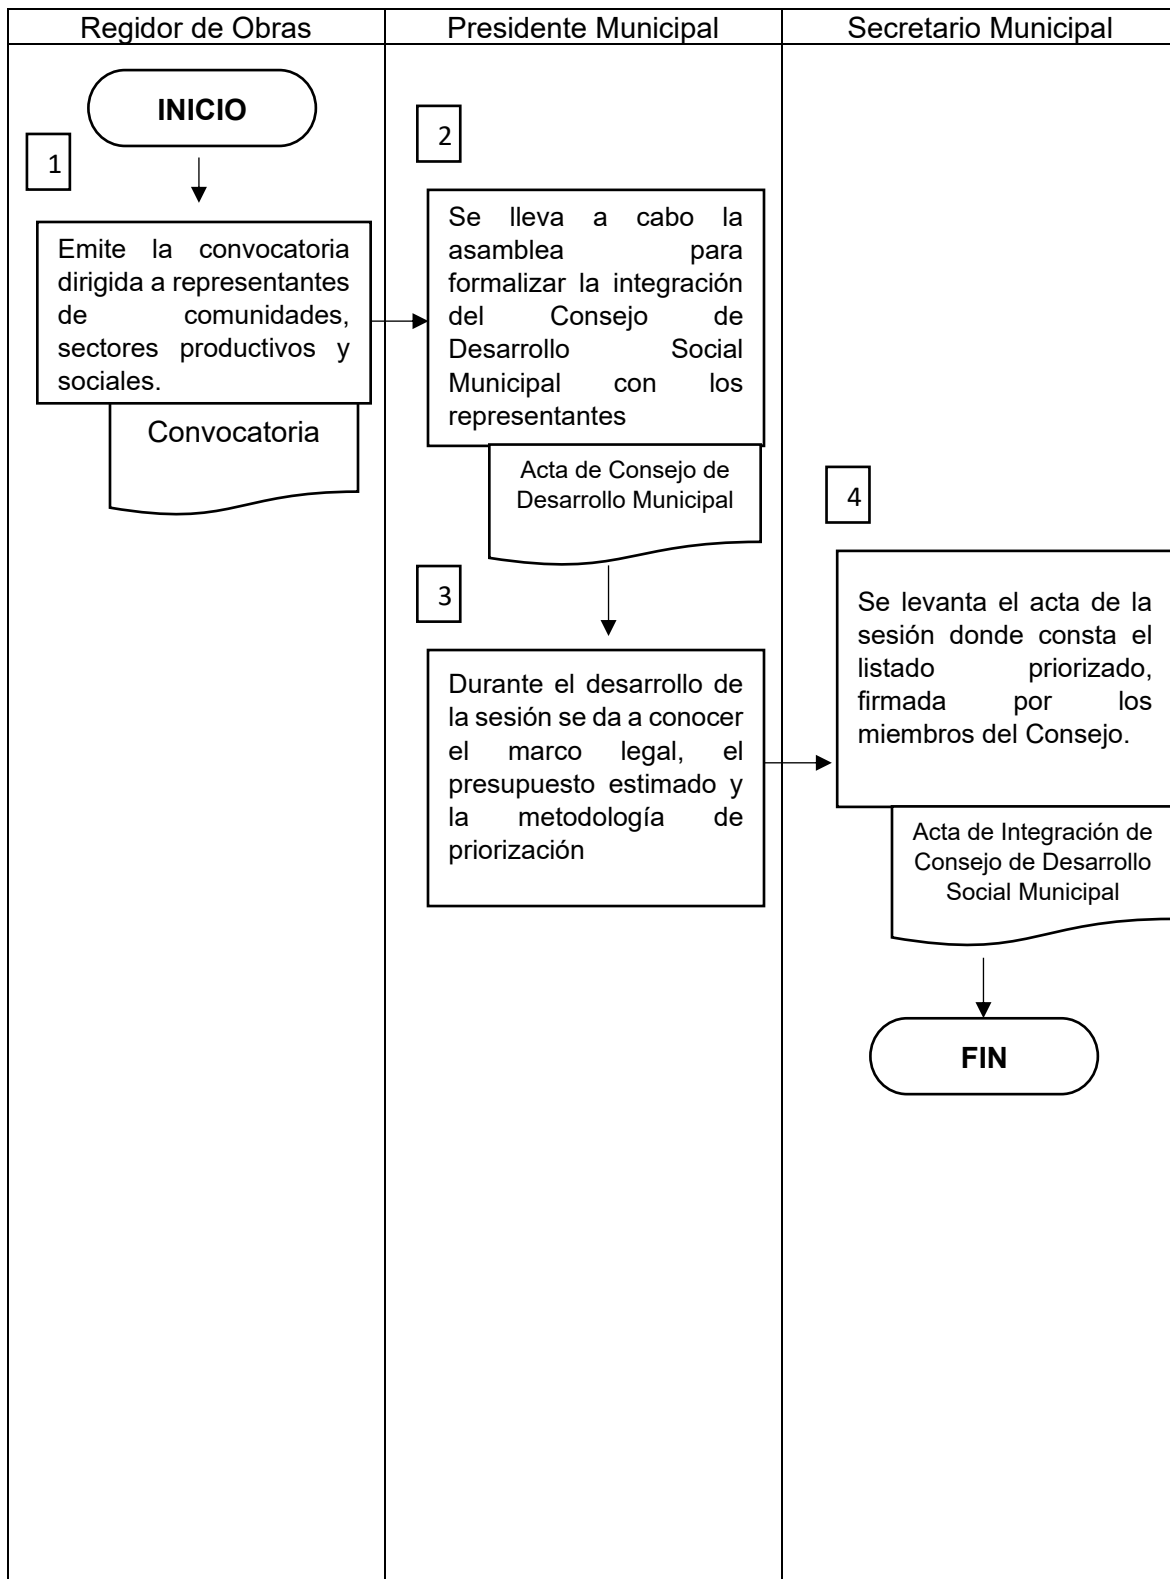 Regidor de Obras
Presidente Municipal
Secretario Municipal
INICIO
1
Emite la convocatoria
dirigida a representantes
de comunidades,
sectores productivos y
sociales.
Convocatoria
2
Se lleva a cabo la
asamblea para
formalizar la integración
del Consejo de
Desarrollo Social
Municipal con los
representantes
Acta de Consejo de
Desarrollo Municipal
3
Durante el desarrollo de
la sesión se da a conocer
el marco legal, el
presupuesto estimado y
la metodología de
priorización
4
Se levanta el acta de la
sesión donde consta el
listado priorizado,
firmada por los
miembros del Consejo.
Acta de Integración de
Consejo de Desarrollo
Social Municipal
FIN